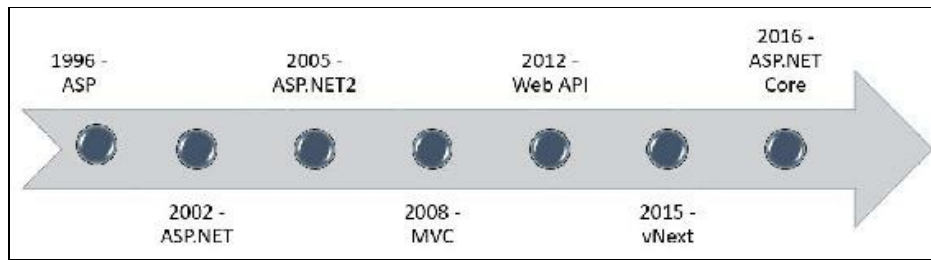 1996 -
ASP
2002 -
ASP.NET
2005 -
ASP.NET2
2008 -
MVC
2012 -
Web API
2015 -
vNext
2016 -
ASP.NET
Core